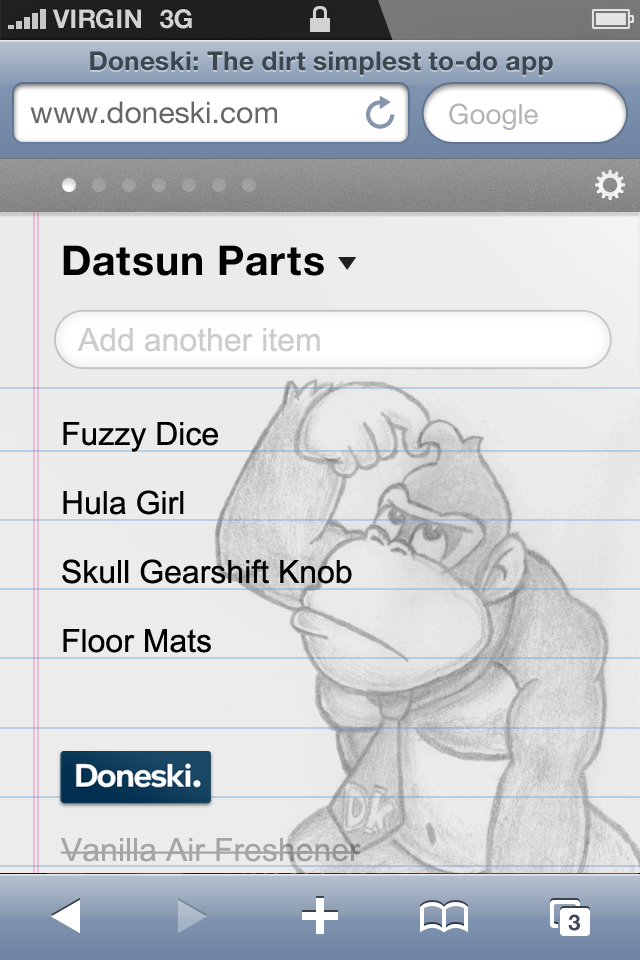 VIRGIN 3G
Doneski: The dirt simplest to-do app
www.doneski.com
Google
Datsun Parts
Add another item
Fuzzy Dice
Hula Girl
Skull Gearshift Knob
Floor Mats
Doneski.
Dk
Vanilla Air Freshener
3